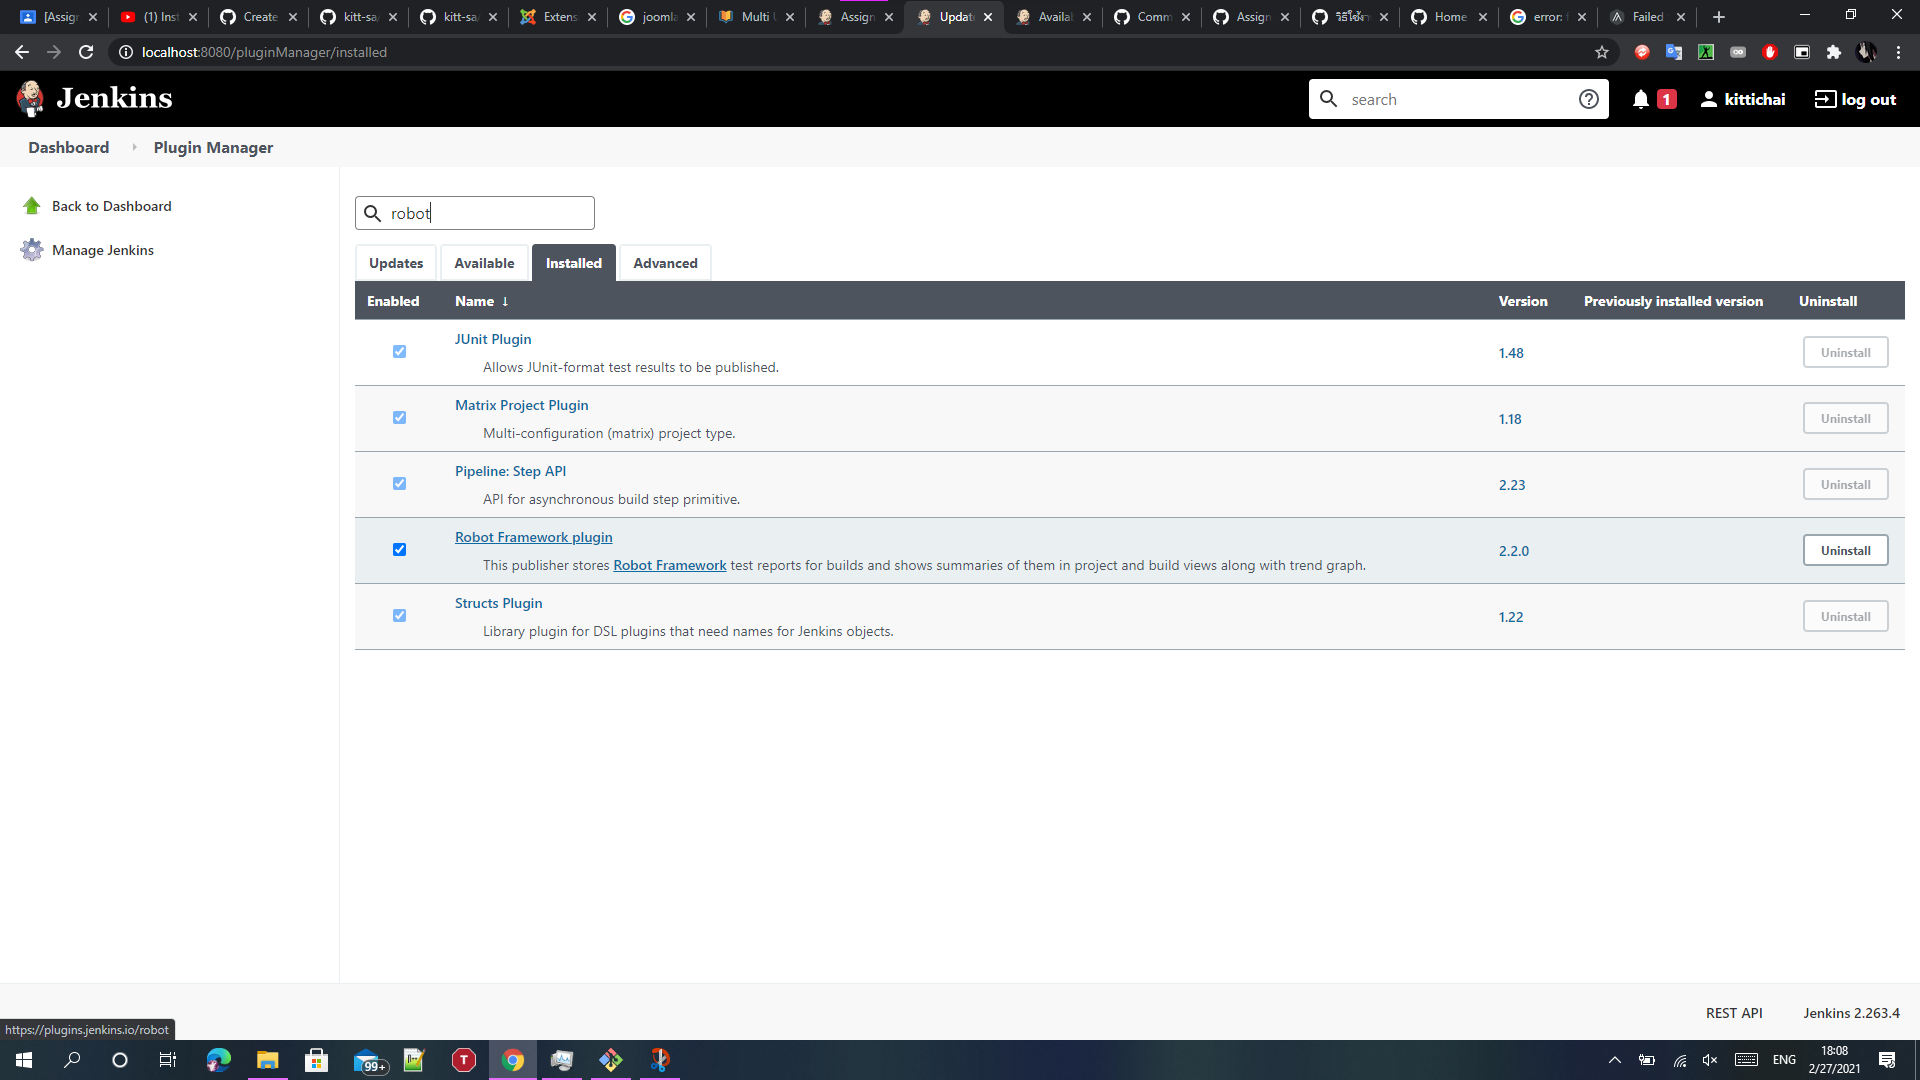 [Assign
(1) Inst
Create
kitt-sa/
kitt-sa/
Extens
joomla
Multi
Assign
Updat
Availa
Comm
Assign
วิธีใช้ง
Home
error:
Failed
localhost:8080/pluginManager/installed
Jenkins
search
1
kittichai
log out
Dashboard
Plugin Manager
Back to Dashboard
Manage Jenkins
robot
Updates
Available
Installed
Advanced
Enabled
Name ↓
Version
Previously installed version
Uninstall
JUnit Plugin
Allows JUnit-format test results to be published.
1.48
Uninstall
Matrix Project Plugin
Multi-configuration (matrix) project type.
1.18
Uninstall
Pipeline: Step API
API for asynchronous build step primitive.
2.23
Uninstall
Robot Framework plugin
This publisher stores Robot Framework test reports for builds and shows summaries of them in project and build views along with trend graph.
2.2.0
Uninstall
Structs Plugin
Library plugin for DSL plugins that need names for Jenkins objects.
1.22
Uninstall
REST API
Jenkins 2.263.4
https://plugins.jenkins.io/robot
99+
T
ENG
18:08
2/27/2021